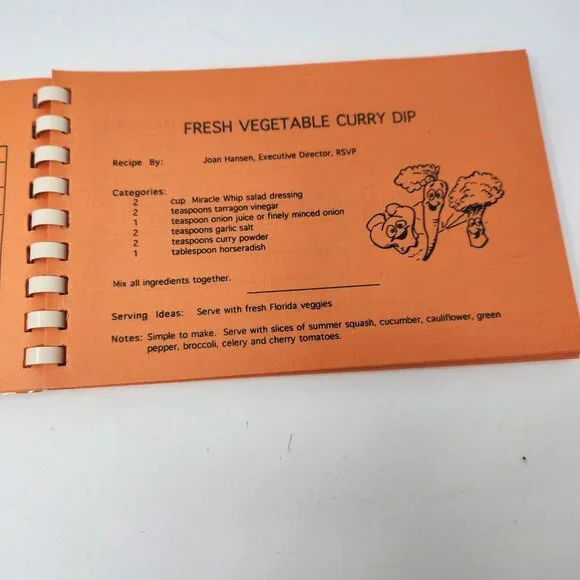 FRESH VEGETABLE CURRY DIP
Recipe By: Joan Hansen, Executive Director, RSVP
Categories:
2 cup Miracle Whip salad dressing
2 teaspoons tarragon vinegar
1 teaspoon onion juice or finely minced onion
2 teaspoons garlic salt
2 teaspoons curry powder
1 tablespoon horseradish
Mix all ingredients together.
Serving Ideas: Serve with fresh Florida veggies
Notes: Simple to make. Serve with slices of summer squash, cucumber, cauliflower, green
pepper, broccoli, celery and cherry tomatoes.